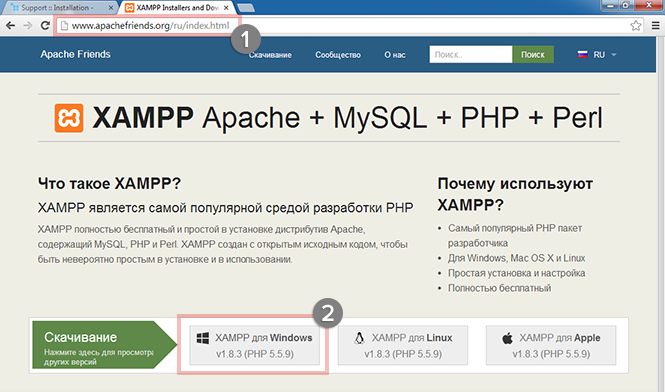 Support :: Installation -
XAMPP Installers and Dow
www.apachefriends.org/ru/index.html
1
Apache Friends
Скачивание
Сообщество
О нас
Поиск...
Поиск
RU
XAMPP Apache + MySQL + PHP + Perl
Что такое XAMPP?
XAMPP является самой популярной средой разработки PHP
XAMPP полностью бесплатный и простой в установке дистрибутив Apache,
содержащий MySQL, PHP и Perl. XAMPP создан с открытым исходным кодом, чтобы
быть невероятно простым в установке и в использовании.
Почему используют
XAMPP?
• Самый популярный PHP пакет
разработчика
• Для Windows, Mac OS X и Linux
• Простая установка и настройка
• Полностью бесплатный
2
Скачивание
Нажмите здесь для просмотра
других версий
XAMPP для Windows
v1.8.3 (PHP 5.5.9)
XAMPP для Linux
v1.8.3 (PHP 5.5.9)
XAMPP для Apple
v1.8.3 (PHP 5.5.9)